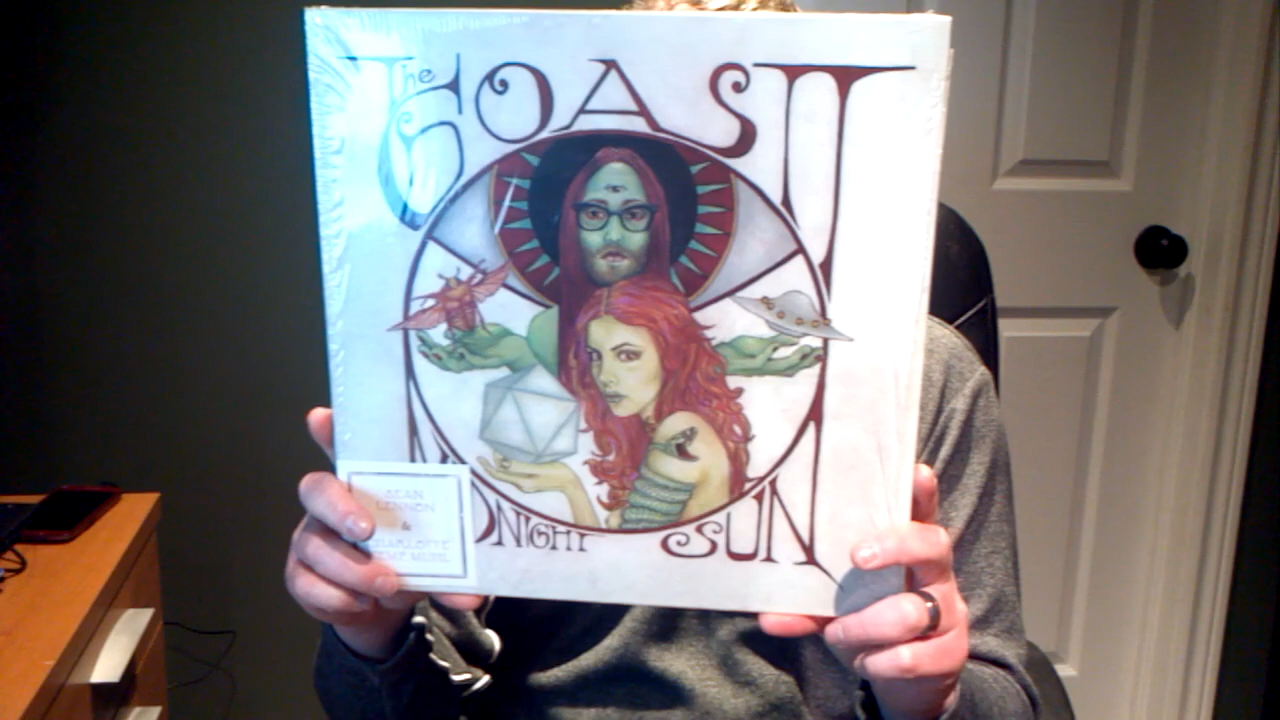 The GOASTT
MIDNIGHT SUN
SEAN
LENNON
&
CHARLOTTE
KEMP MUHL